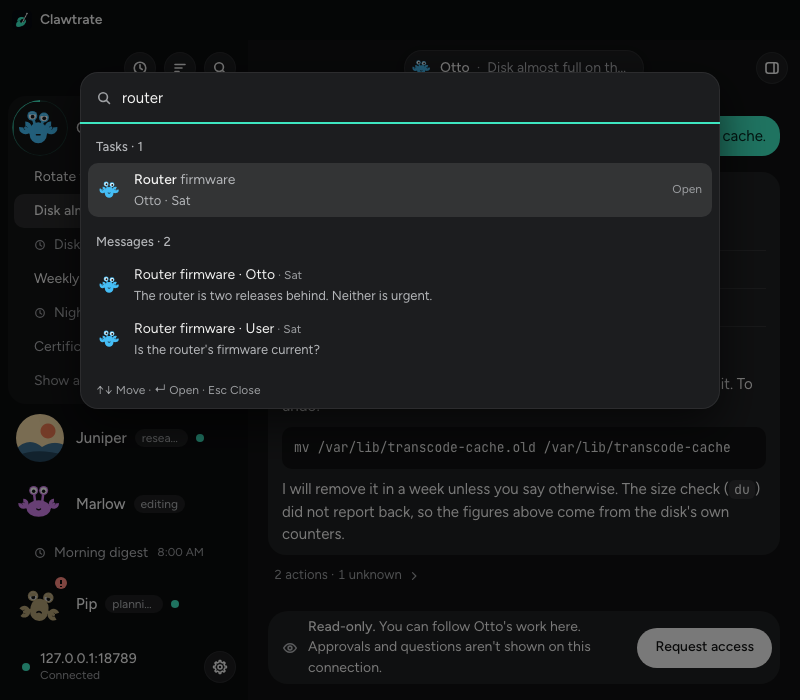 Clawtrate
Otto · Disk almost full on th…
router
cache.
Tasks · 1
Router firmware
Otto · Sat
Open
Messages · 2
Router firmware · Otto · Sat
The router is two releases behind. Neither is urgent.
Router firmware · User · Sat
Is the router's firmware current?
↑↓ Move · ↵ Open · Esc Close
Rotate
Disk
Weekly
Show
Juniper resea…
Marlow editing
Morning digest 8:00 AM
Pip planni…
127.0.0.1:18789
Connected
it. To
mv /var/lib/transcode-cache.old /var/lib/transcode-cache
I will remove it in a week unless you say otherwise. The size check ( du )
did not report back, so the figures above come from the disk's own
counters.
2 actions · 1 unknown
Read-only. You can follow Otto's work here.
Approvals and questions aren't shown on this
connection.
Request access